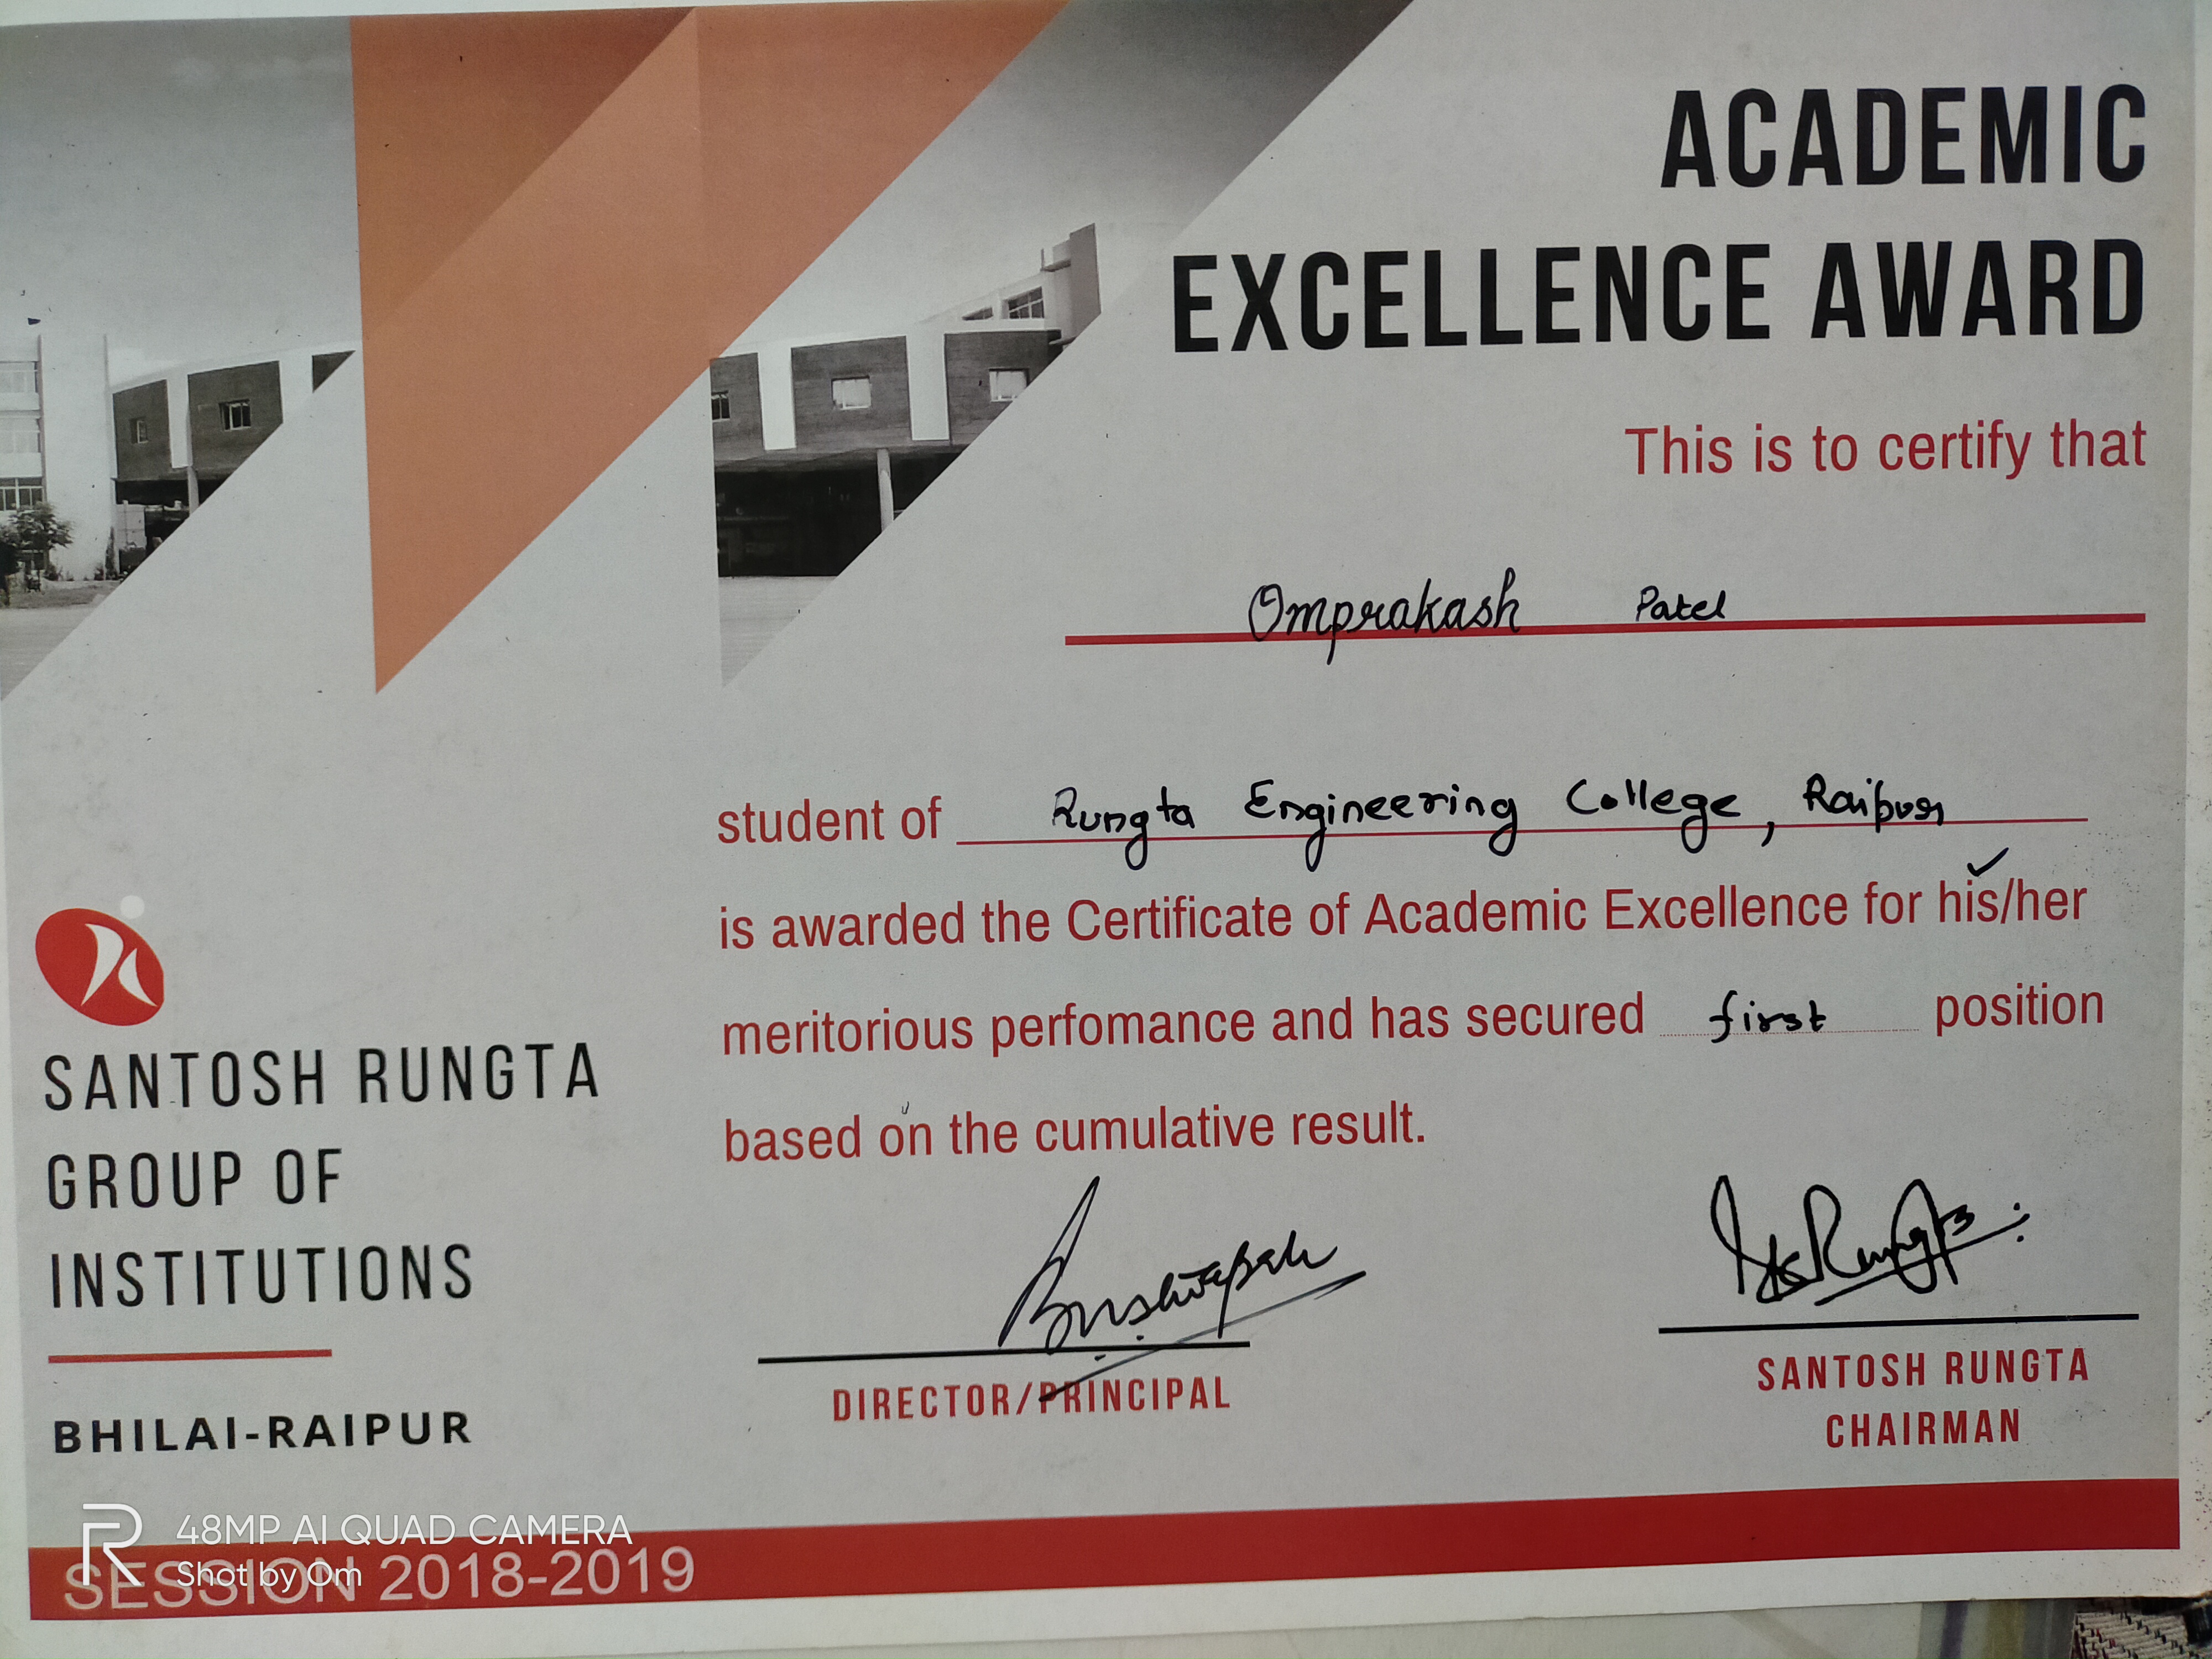 ACADEMIC
EXCELLENCE AWARD
This is to certify that
Omprakash Patel
student of Rungta Engineering College, Raipur
is awarded the Certificate of Academic Excellence for his/her
meritorious perfomance and has secured first position
based on the cumulative result.
SANTOSH RUNGTA
GROUP OF
INSTITUTIONS
BHILAI-RAIPUR
DIRECTOR/PRINCIPAL
SANTOSH RUNGTA
CHAIRMAN
48MP AI QUAD CAMERA
Shot by Om
SESSION 2018-2019